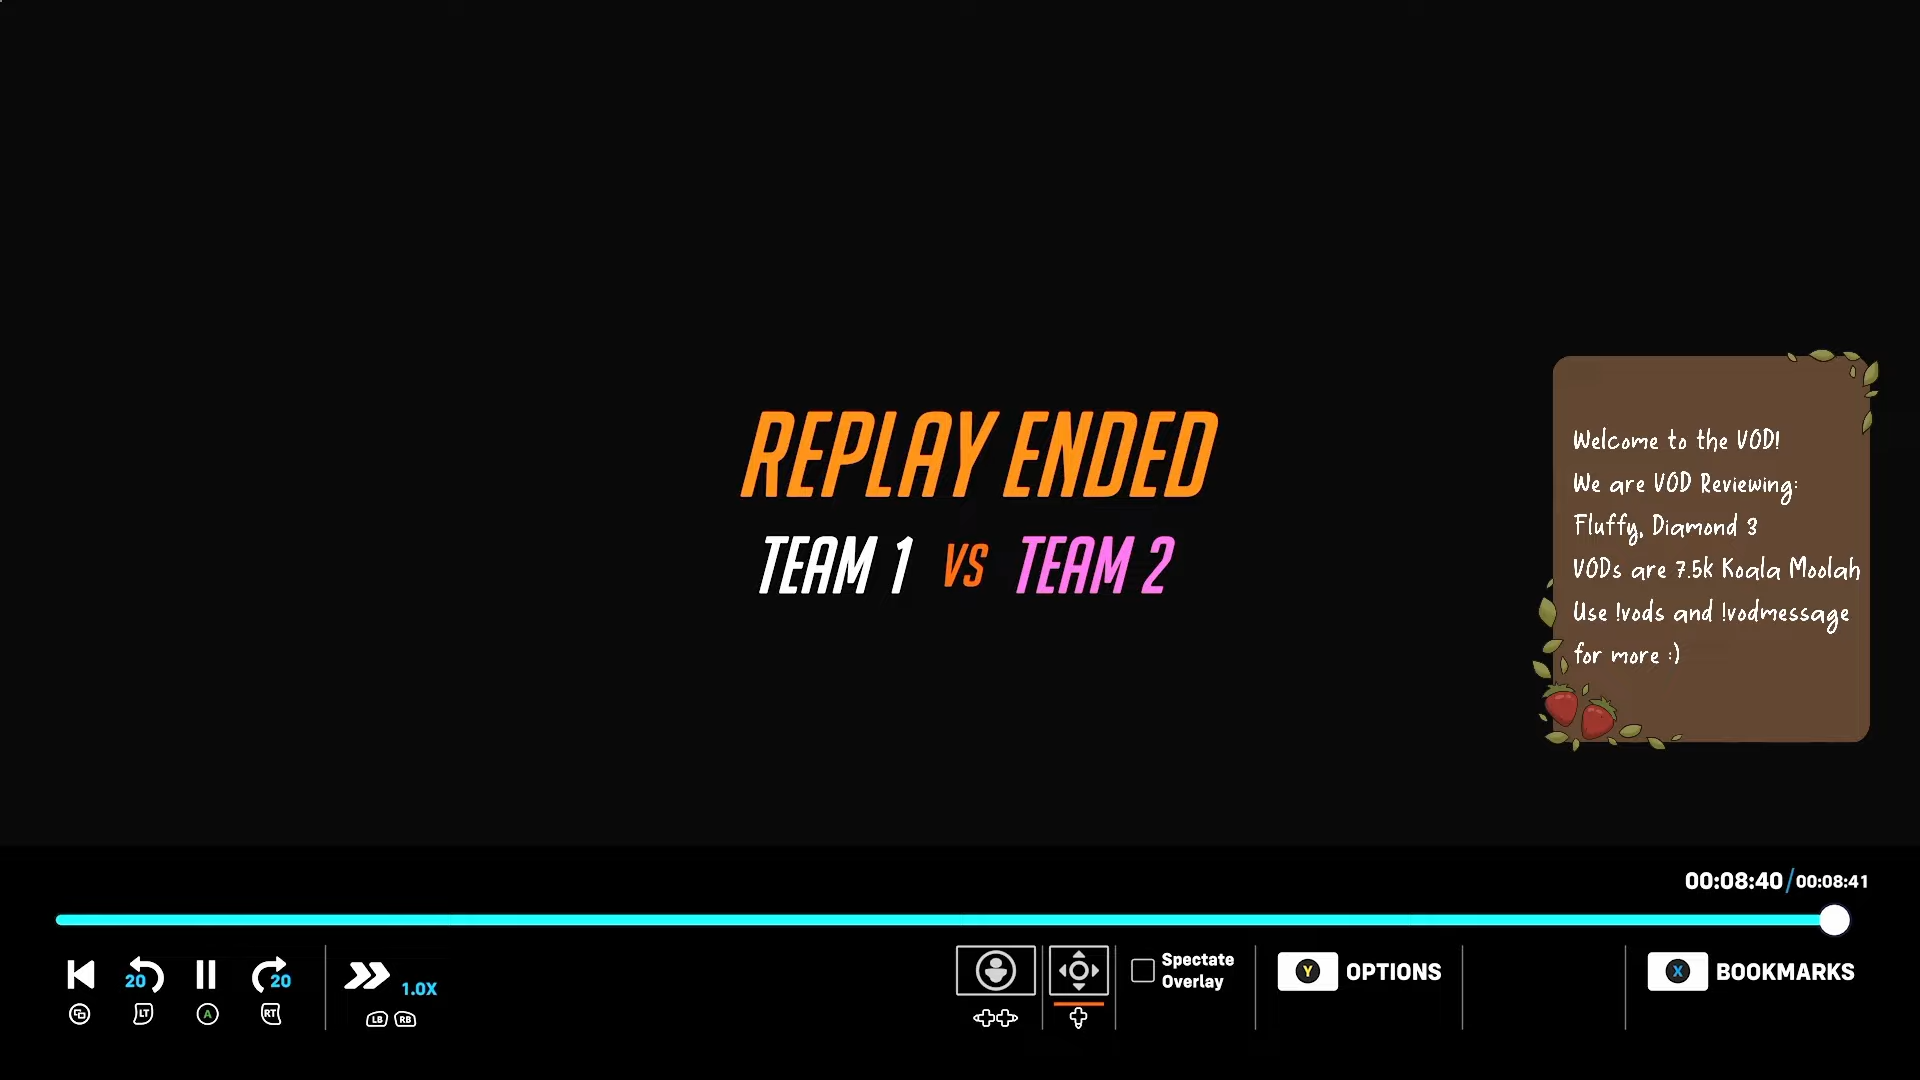 REPLAY ENDED
TEAM 1 VS TEAM 2
Welcome to the VOD!
We are VOD Reviewing:
Fluffy, Diamond 3
VODs are 7.5k Koala Moolah
Use !vods and !vodmessage
for more :)
00:08:40/00:08:41
20
20
1.0X
LT
A
RT
LB RB
Spectate
Overlay
Y OPTIONS
X BOOKMARKS